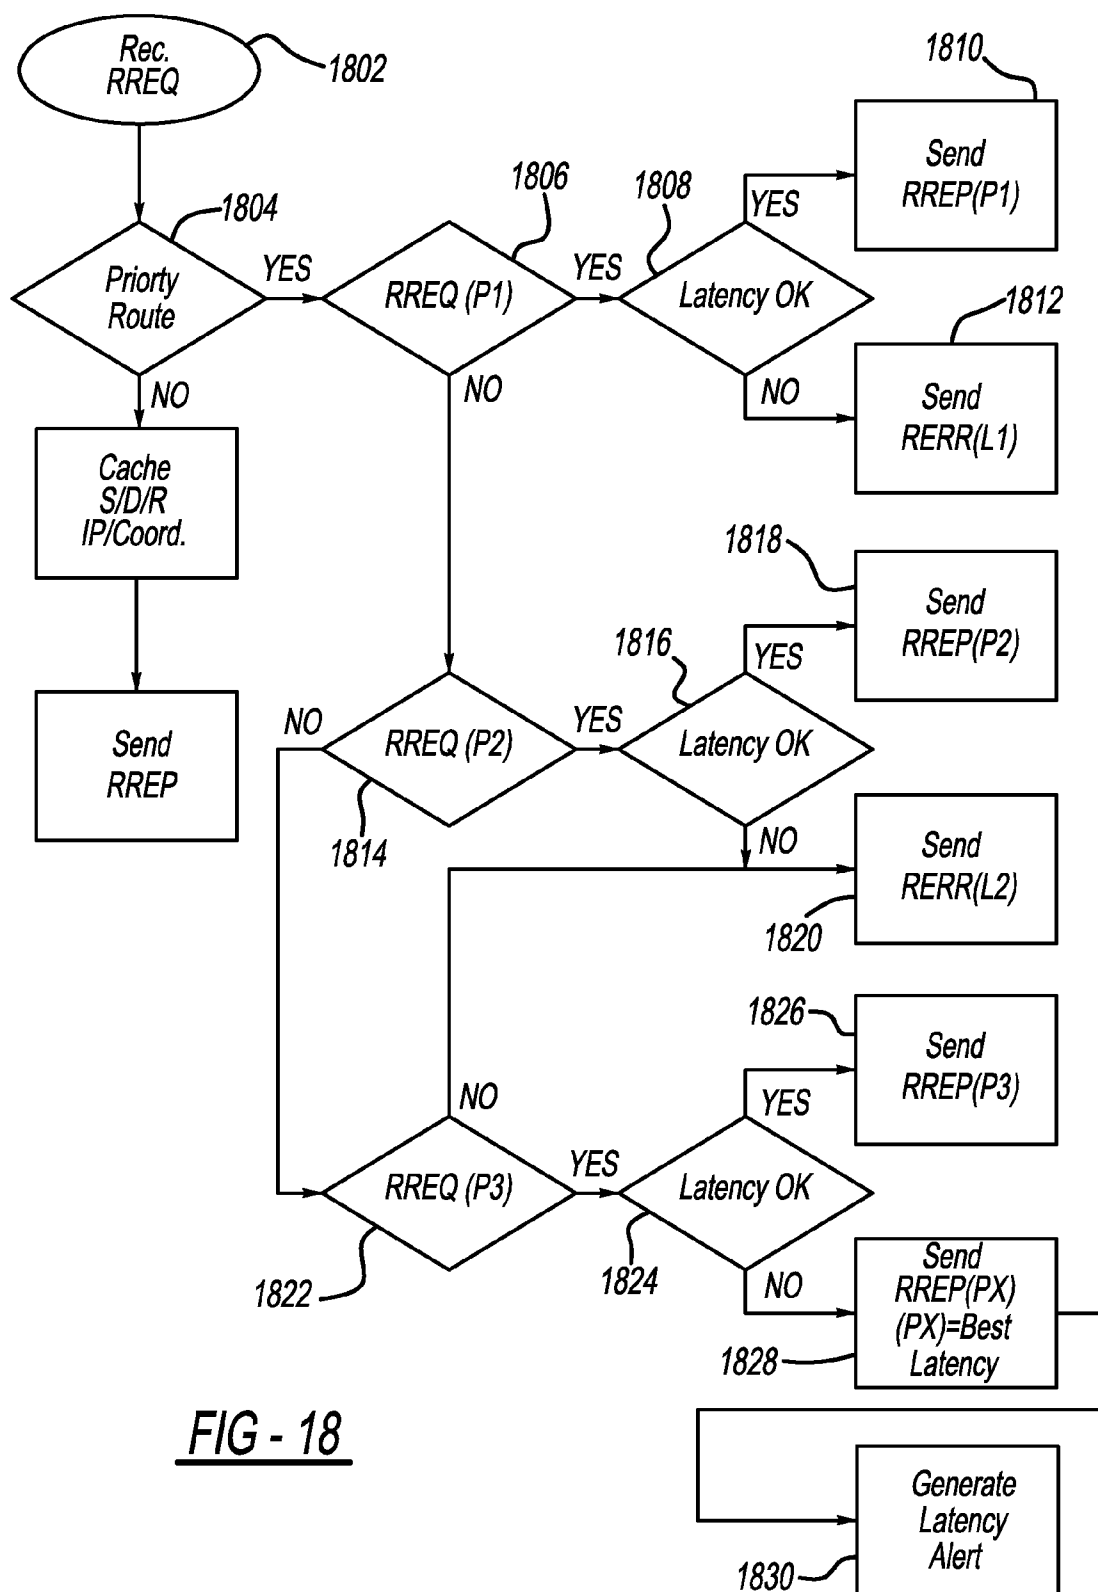 Rec.
RREQ
1802
1810
Send
RREP(P1)
1804
1806
1808
Priorty
Route
YES
RREQ (P1)
YES
Latency OK
YES
1812
NO
NO
NO
Send
RERR(L1)
Cache
S/D/R
IP/Coord.
1818
Send
RREP(P2)
1816
YES
Send
RREP
NO
RREQ (P2)
YES
Latency OK
1814
NO
Send
RERR(L2)
1820
1826
Send
RREP(P3)
NO
YES
RREQ (P3)
YES
Latency OK
1822
1824
NO
Send
RREP(PX)
(PX)=Best
Latency
1828
FIG - 18
Generate
Latency
Alert
1830